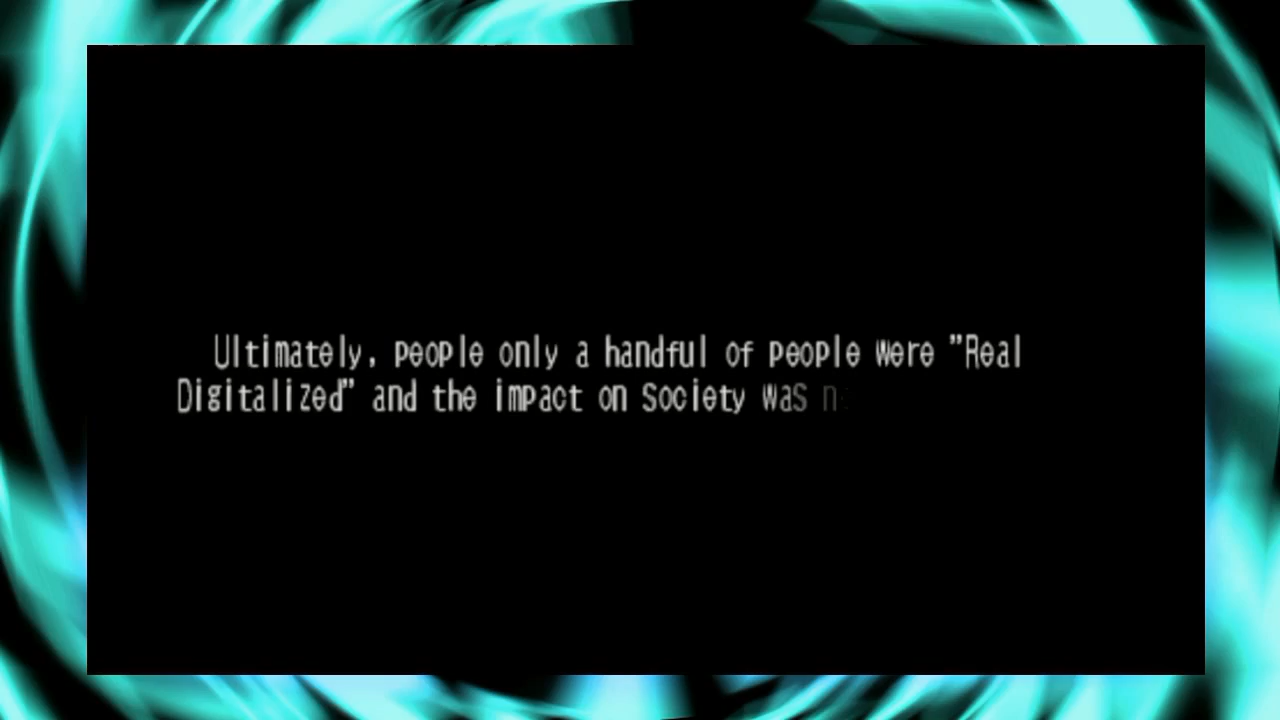 Ultimately, people only a handful of people were "Real
Digitalized" and the impact on Society was